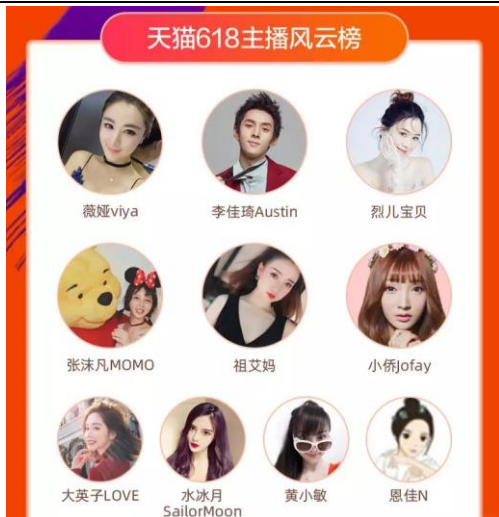 天猫618主播风云榜
薇娅viya
李佳琦Austin
烈儿宝贝
张沫凡MOMO
祖艾妈
小侨Jofay
大英子LOVE
水冰月
SailorMoon
黄小敏
恩佳N